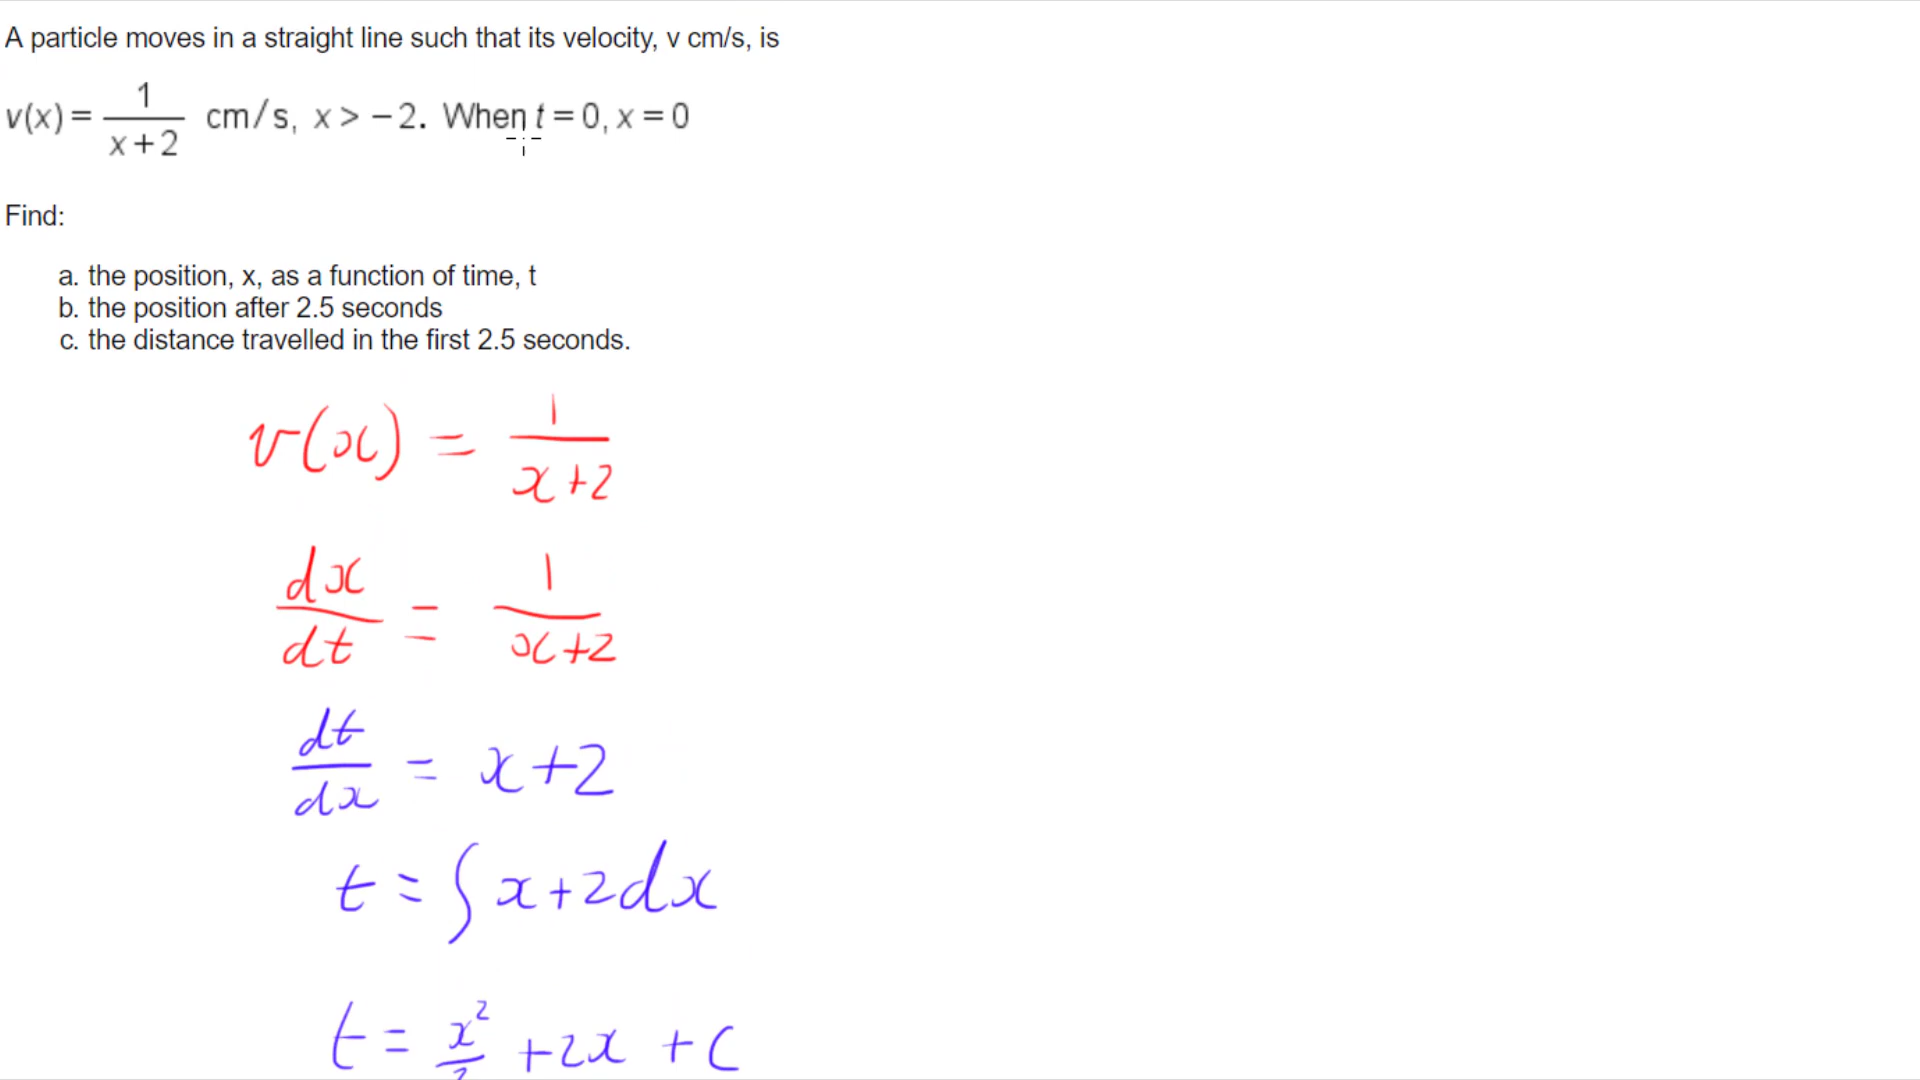 A particle moves in a straight line such that its velocity, v cm/s, is
v(x) = 1/(x+2) cm/s, x > −2. When t = 0, x = 0
Find:
a. the position, x, as a function of time, t
b. the position after 2.5 seconds
c. the distance travelled in the first 2.5 seconds.
v(x) = 1/(x+2)
dx/dt = 1/(x+2)
dt/dx = x+2
t = ∫ x+2 dx
t = x²/2 + 2x + c